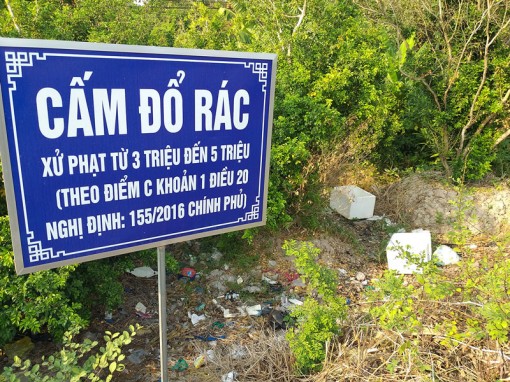 CẤM ĐỔ RÁC
XỬ PHẠT TỪ 3 TRIỆU ĐẾN 5 TRIỆU
(THEO ĐIỂM C KHOẢN 1 ĐIỀU 20
NGHỊ ĐỊNH: 155/2016 CHÍNH PHỦ)